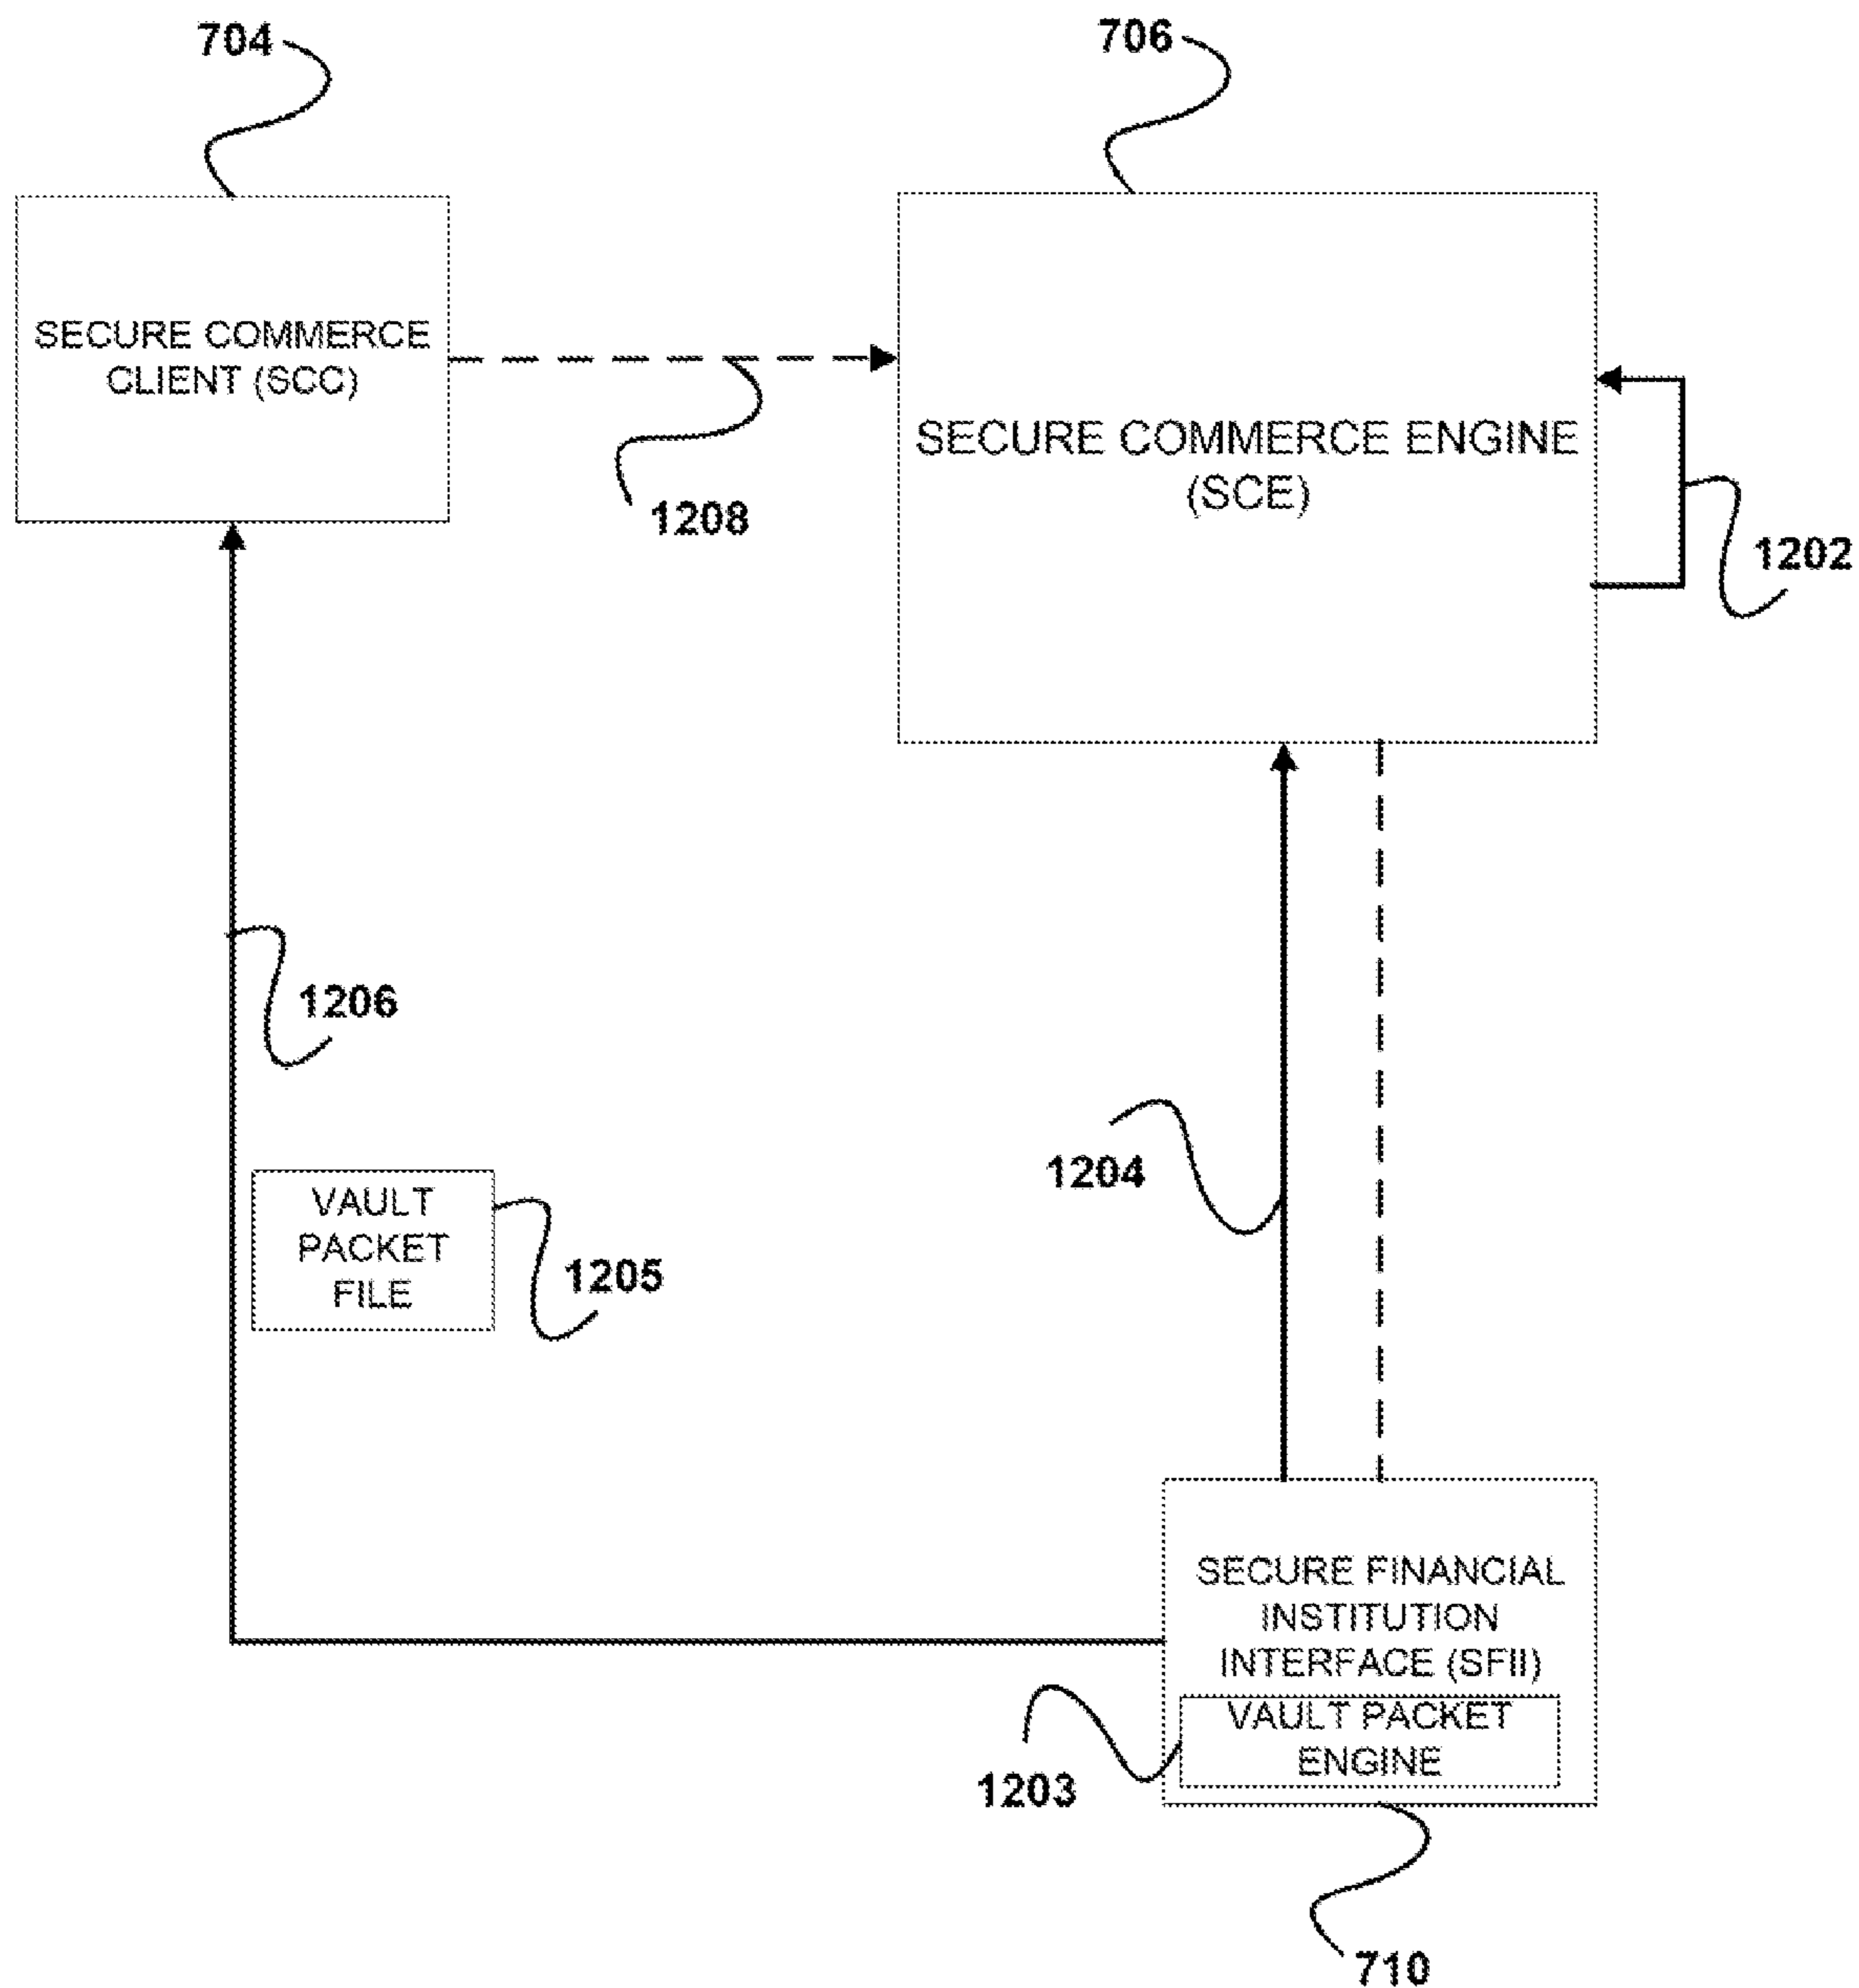 704
706
SECURE COMMERCE
CLIENT (SCC)
SECURE COMMERCE ENGINE
(SCE)
1208
1202
1206
1204
VAULT
PACKET
FILE
1205
SECURE FINANCIAL
INSTITUTION
INTERFACE (SFII)
VAULT PACKET
ENGINE
1203
710